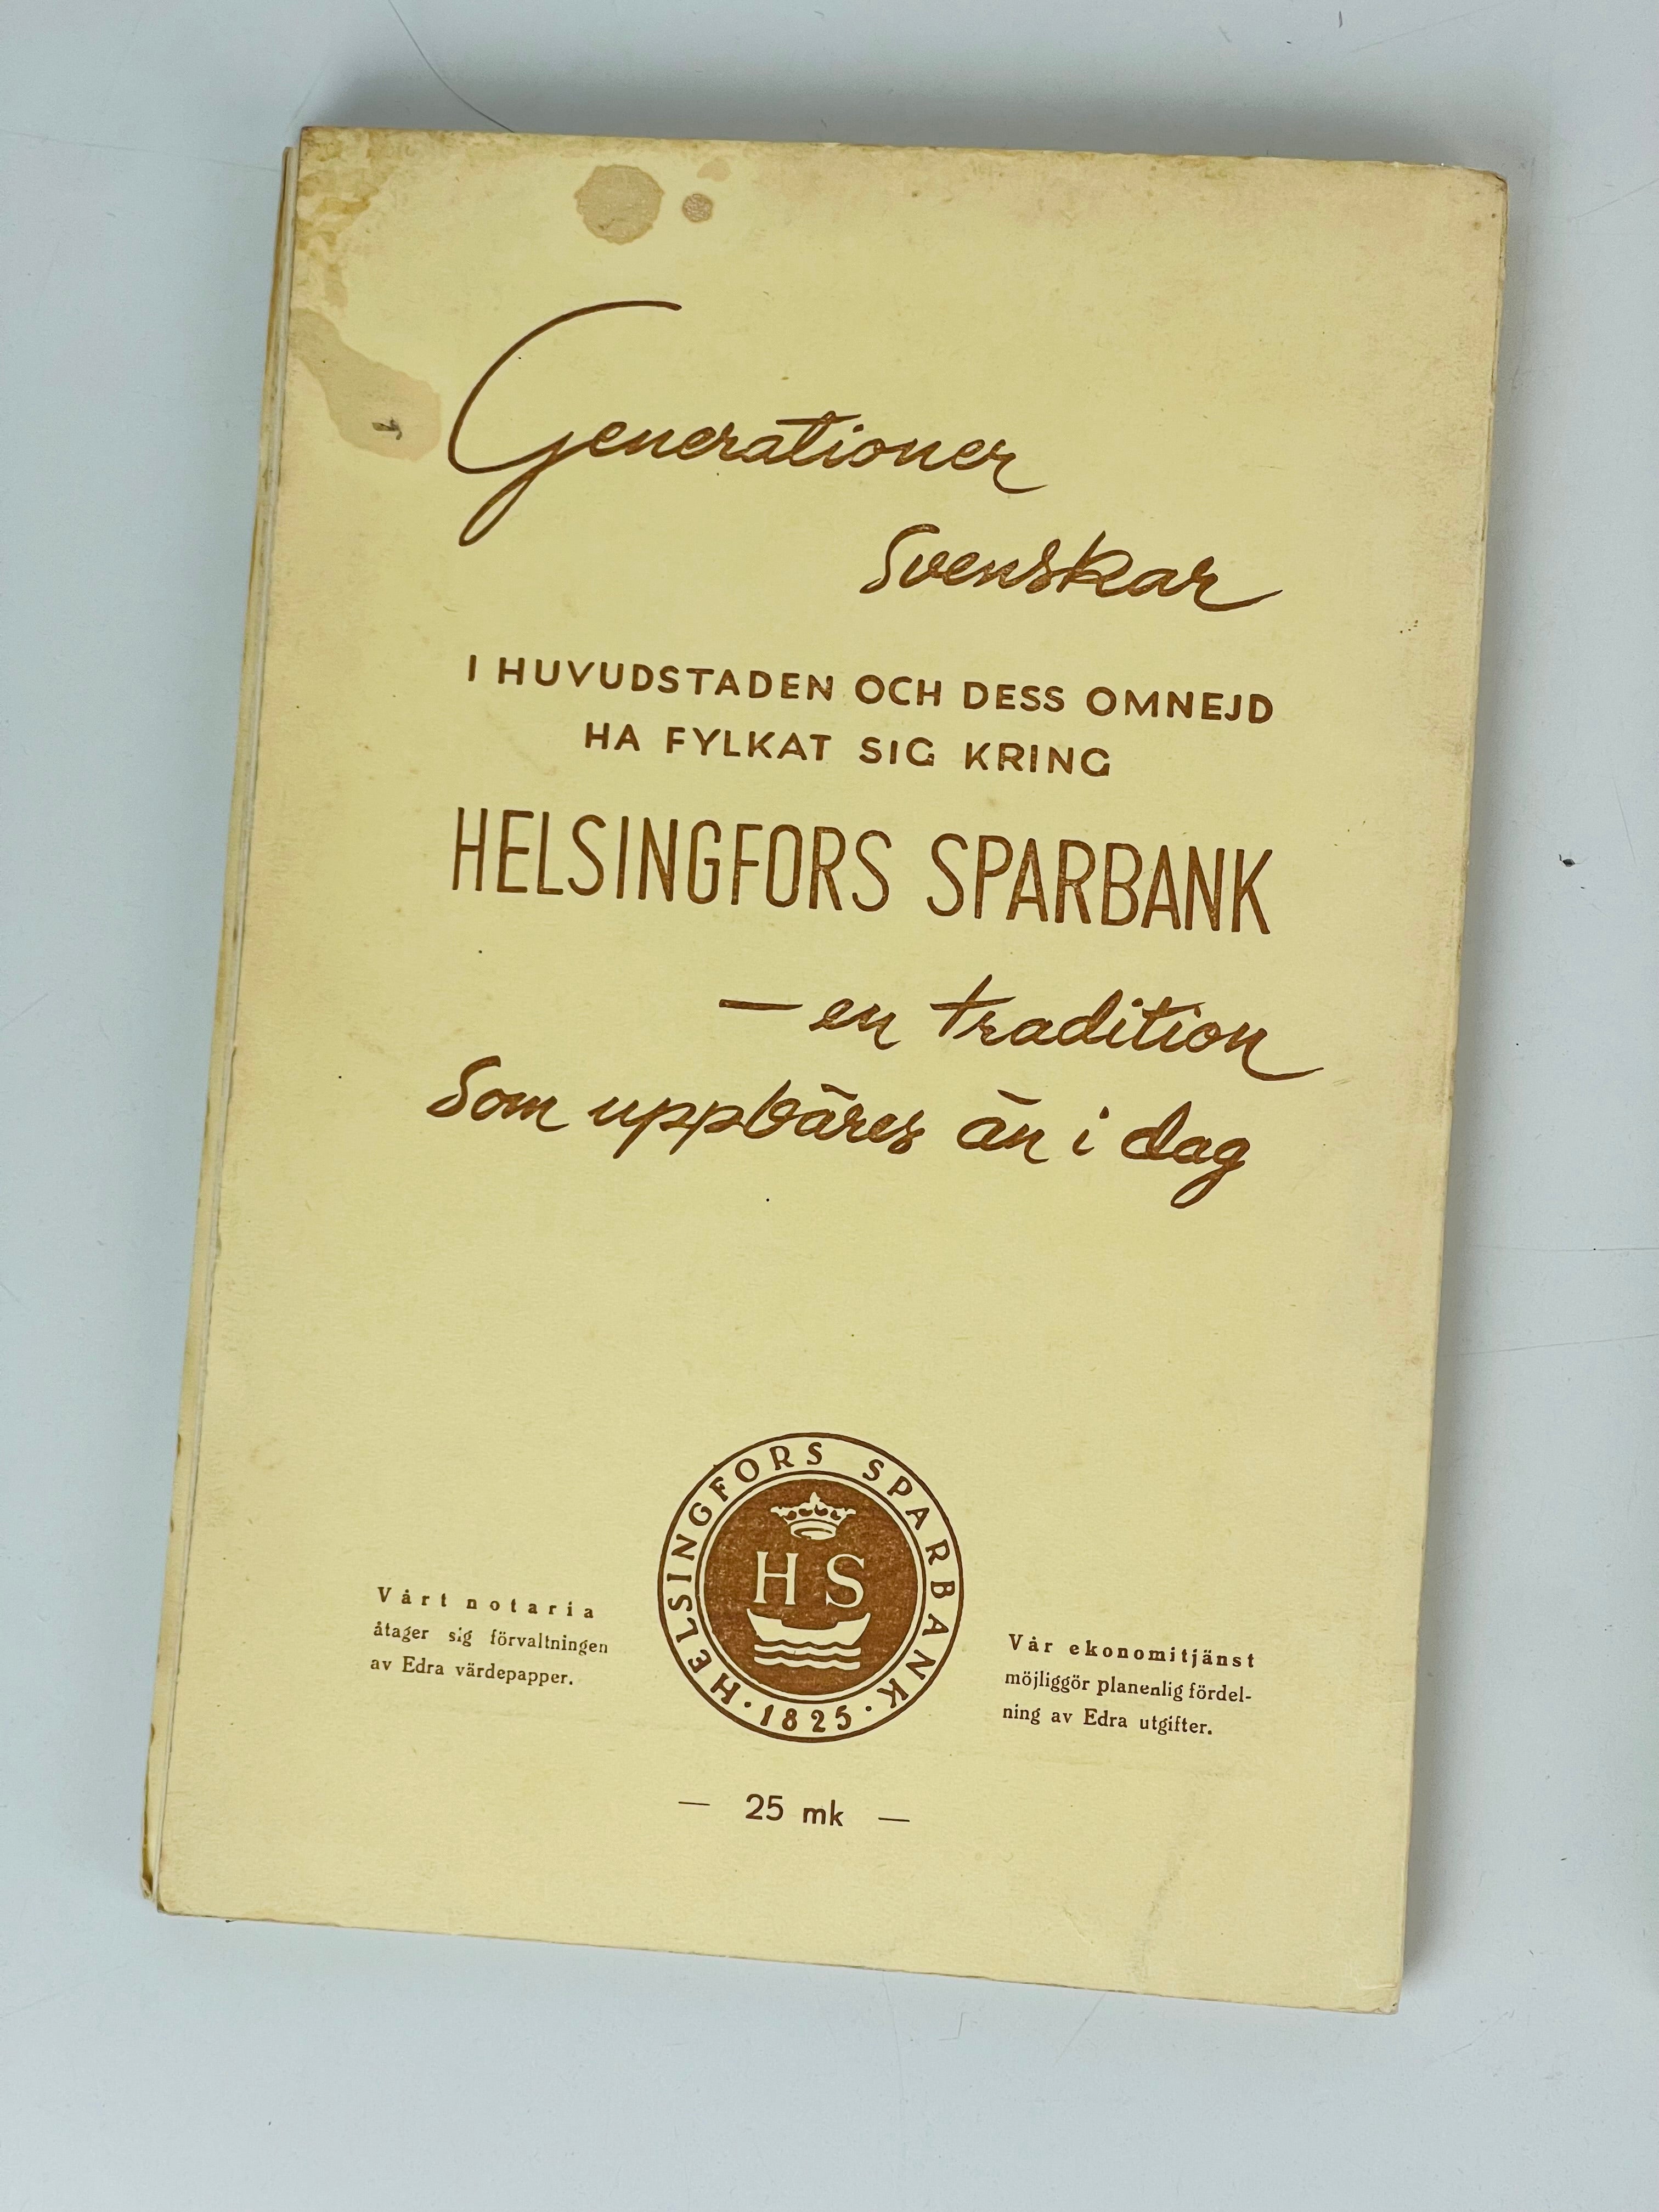 Generationer
Svenskar
I HUVUDSTADEN OCH DESS OMNEJD
HA FYLKAT SIG KRING
HELSINGFORS SPARBANK
— en tradition
Som uppbäres än i dag
HELSINGFORS SPARBANK
HS
· 1825 ·
Vårt notaria
åtager sig förvaltningen
av Edra värdepapper.
Vår ekonomitjänst
möjliggör planenlig fördel-
ning av Edra utgifter.
— 25 mk —